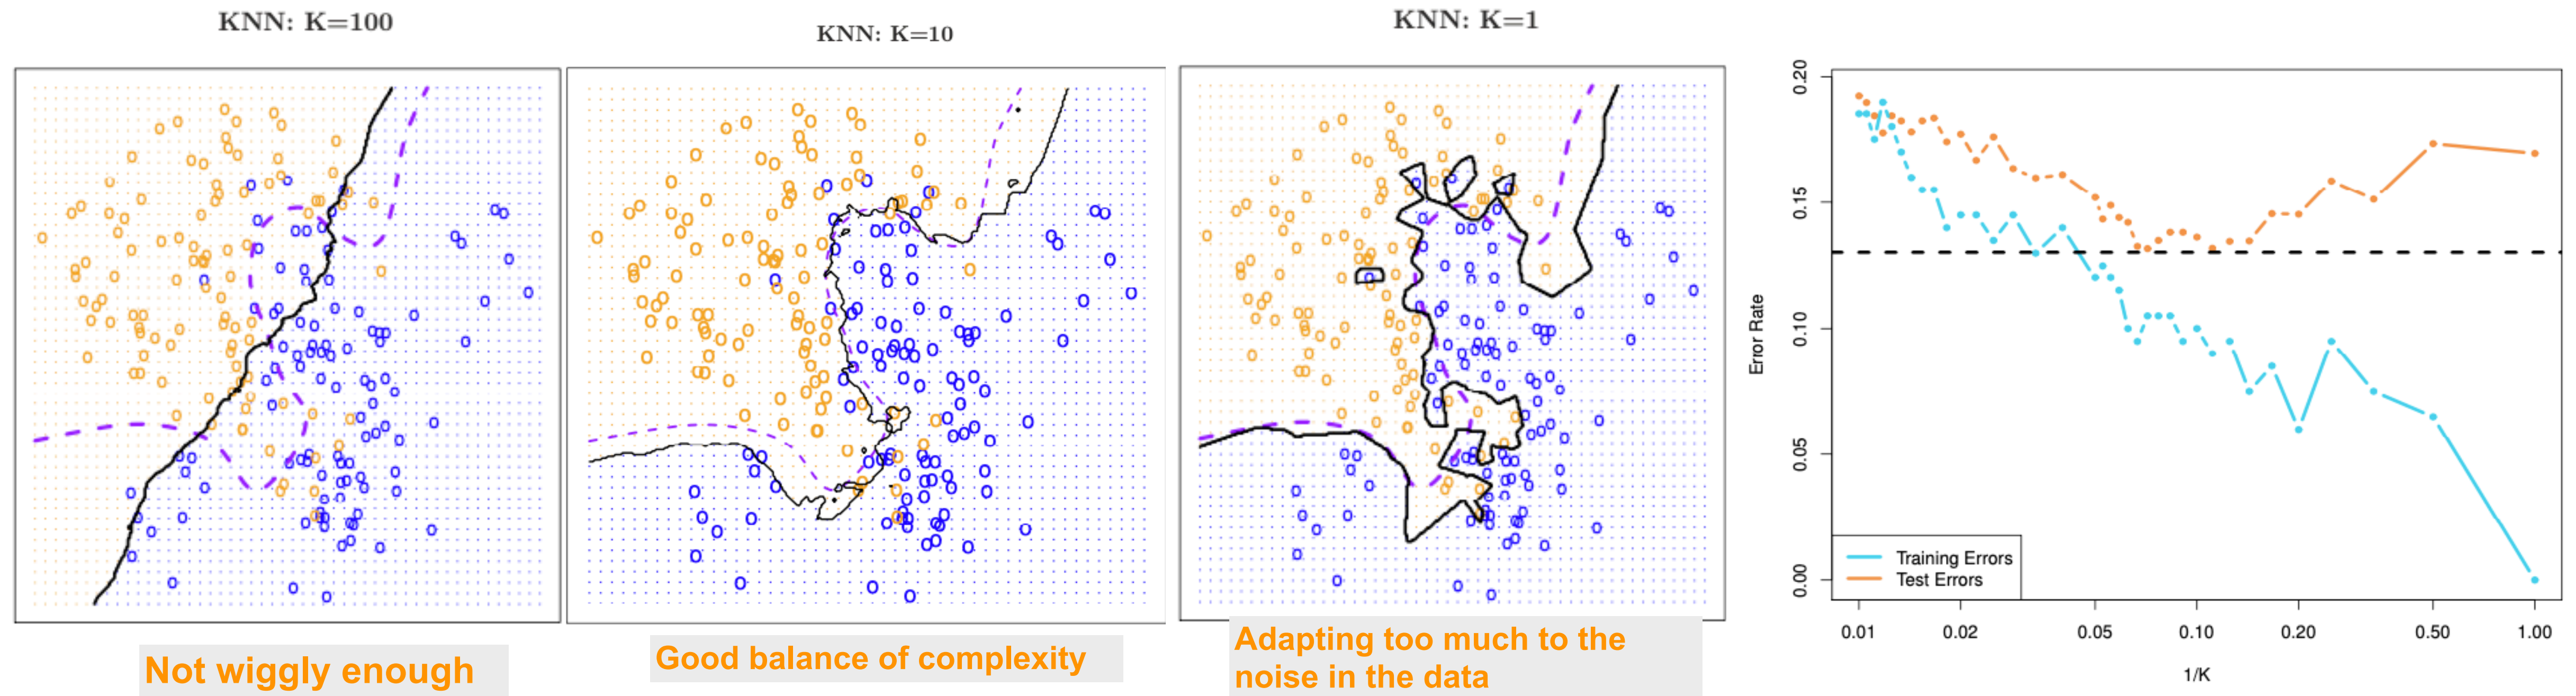 KNN: K=100
KNN: K=10
KNN: K=1
Not wiggly enough
Good balance of complexity
Adapting too much to the
noise in the data
Error Rate
0.20
0.15
0.10
0.05
0.00
Training Errors
Test Errors
0.01 0.02 0.05 0.10 0.20 0.50 1.00
1/K